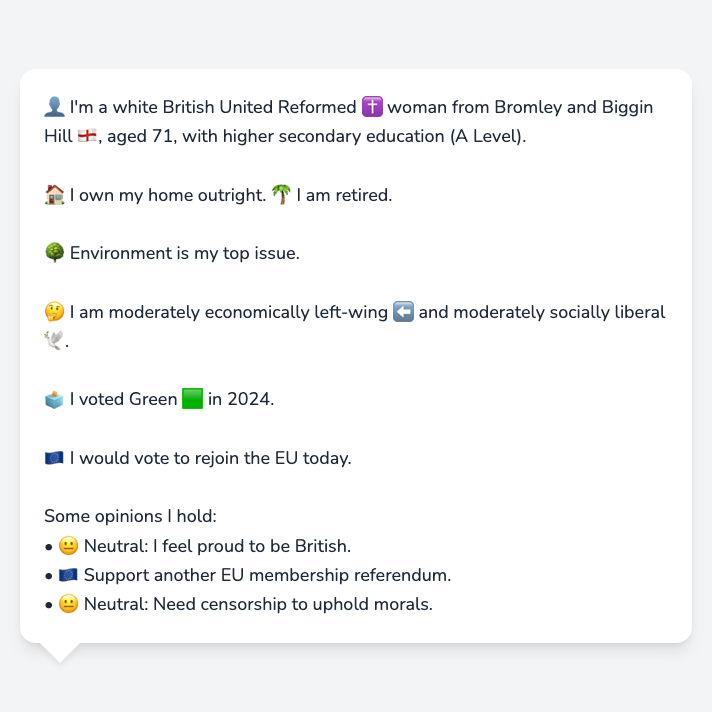 👤 I'm a white British United Reformed ✝️ woman from Bromley and Biggin
Hill 🏴󠁧󠁢󠁥󠁮󠁧󠁿, aged 71, with higher secondary education (A Level).
🏠 I own my home outright. 🌴 I am retired.
🌳 Environment is my top issue.
🤔 I am moderately economically left-wing ⬅️ and moderately socially liberal
🕊️.
🗳️ I voted Green 🟩 in 2024.
🇪🇺 I would vote to rejoin the EU today.
Some opinions I hold:
• 😐 Neutral: I feel proud to be British.
• 🇪🇺 Support another EU membership referendum.
• 😐 Neutral: Need censorship to uphold morals.